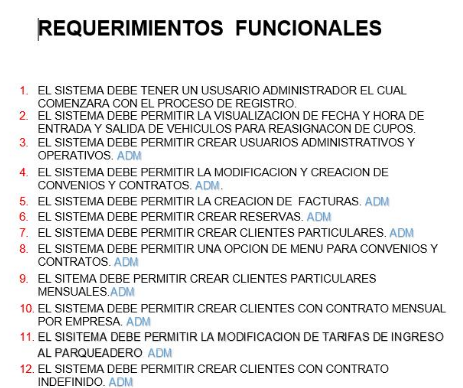 REQUERIMIENTOS FUNCIONALES
1. EL SISTEMA DEBE TENER UN USUSARIO ADMINISTRADOR EL CUAL
COMENZARA CON EL PROCESO DE REGISTRO.
2. EL SISTEMA DEBE PERMITIR LA VISUALIZACION DE FECHA Y HORA DE
ENTRADA Y SALIDA DE VEHICULOS PARA REASIGNACON DE CUPOS.
3. EL SISTEMA DEBE PERMITIR CREAR USUARIOS ADMINISTRATIVOS Y
OPERATIVOS. ADM
4. EL SISTEMA DEBE PERMITIR LA MODIFICACION Y CREACION DE
CONVENIOS Y CONTRATOS. ADM.
5. EL SISTEMA DEBE PERMITIR LA CREACION DE FACTURAS. ADM
6. EL SISTEMA DEBE PERMITIR CREAR RESERVAS. ADM
7. EL SISTEMA DEBE PERMITIR CREAR CLIENTES PARTICULARES. ADM
8. EL SISTEMA DEBE PERMITIR UNA OPCION DE MENU PARA CONVENIOS Y
CONTRATOS. ADM
9. EL SITEMA DEBE PERMITIR CREAR CLIENTES PARTICULARES
MENSUALES.ADM
10. EL SISTEMA DEBE PERMITIR CREAR CLIENTES CON CONTRATO MENSUAL
POR EMPRESA. ADM
11. EL SISITEMA DEBE PERMITIR LA MODIFICACION DE TARIFAS DE INGRESO
AL PARQUEADERO ADM
12. EL SISTEMA DEBE PERMITIR CREAR CLIENTES CON CONTRATO
INDEFINIDO. ADM